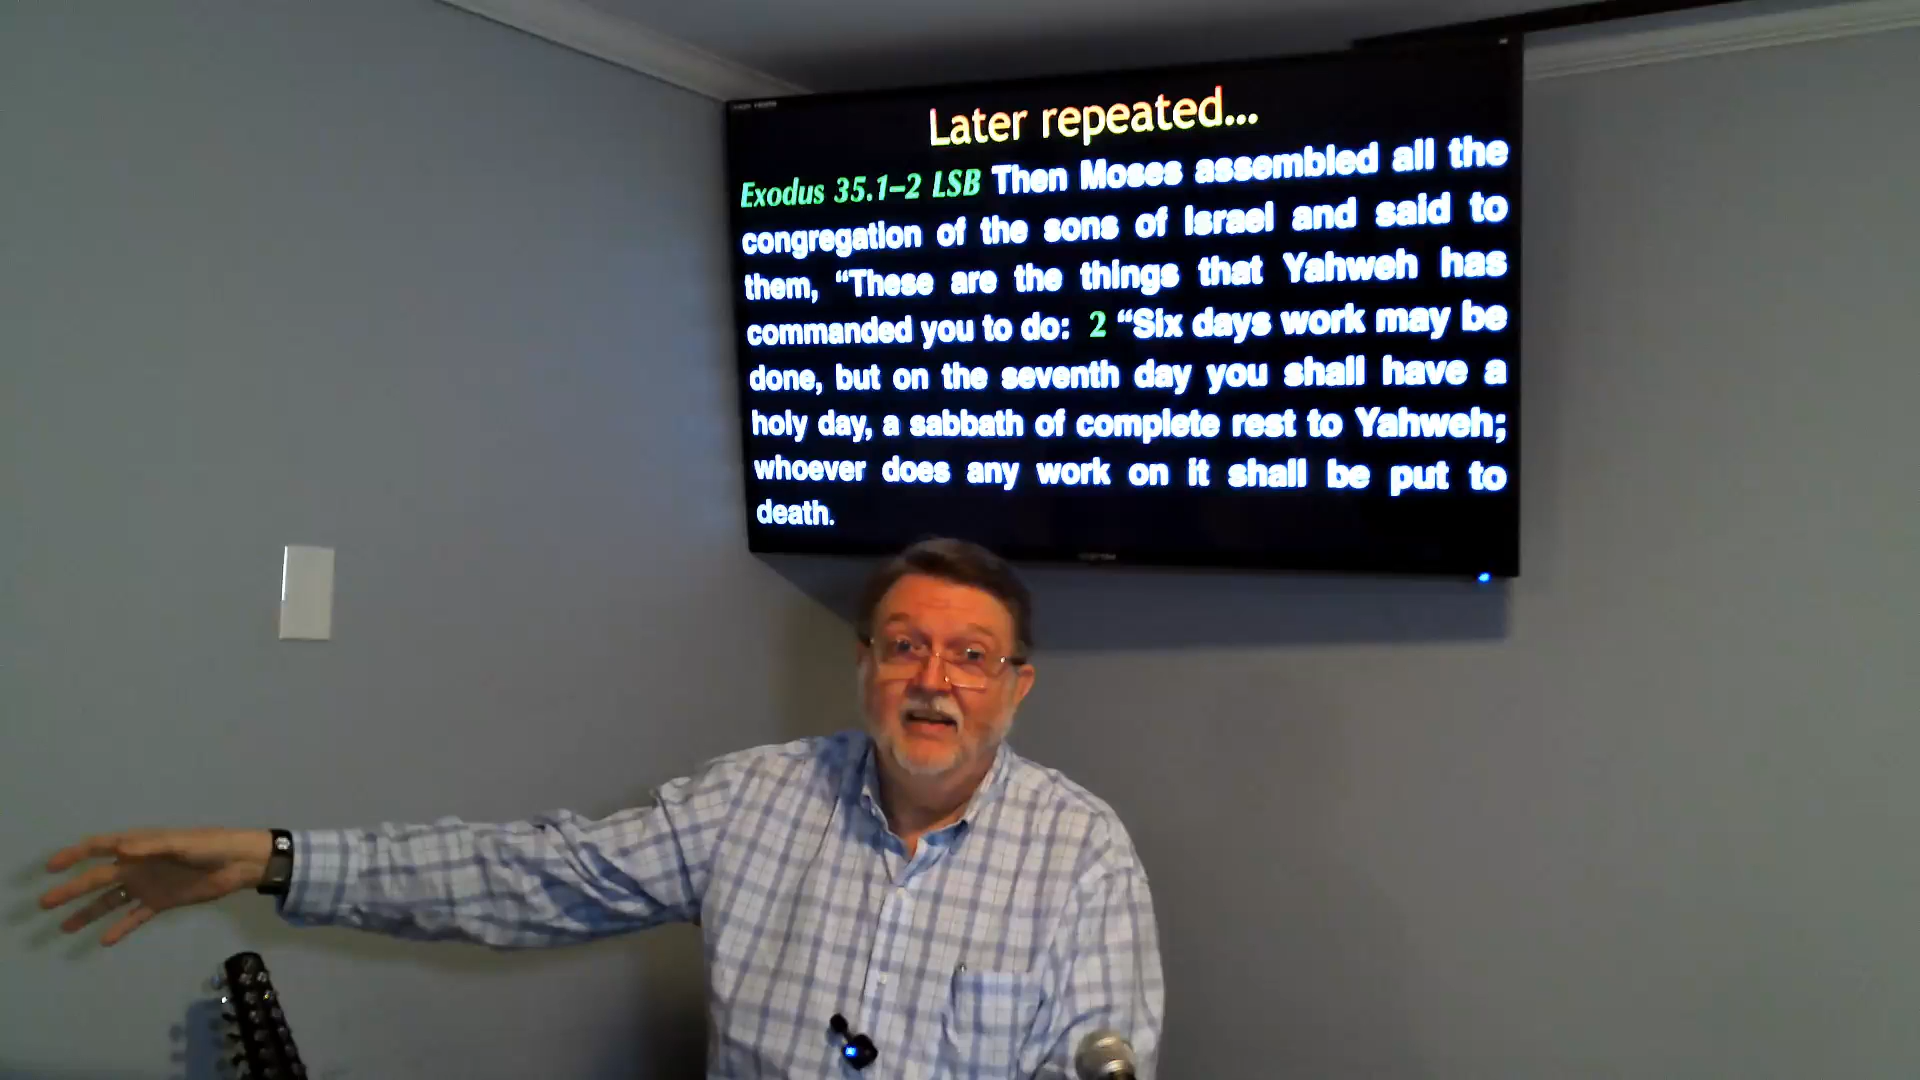 Later repeated...
Exodus 35.1–2 LSB Then Moses assembled all the
congregation of the sons of Israel and said to
them, “These are the things that Yahweh has
commanded you to do: 2 “Six days work may be
done, but on the seventh day you shall have a
holy day, a sabbath of complete rest to Yahweh;
whoever does any work on it shall be put to
death.